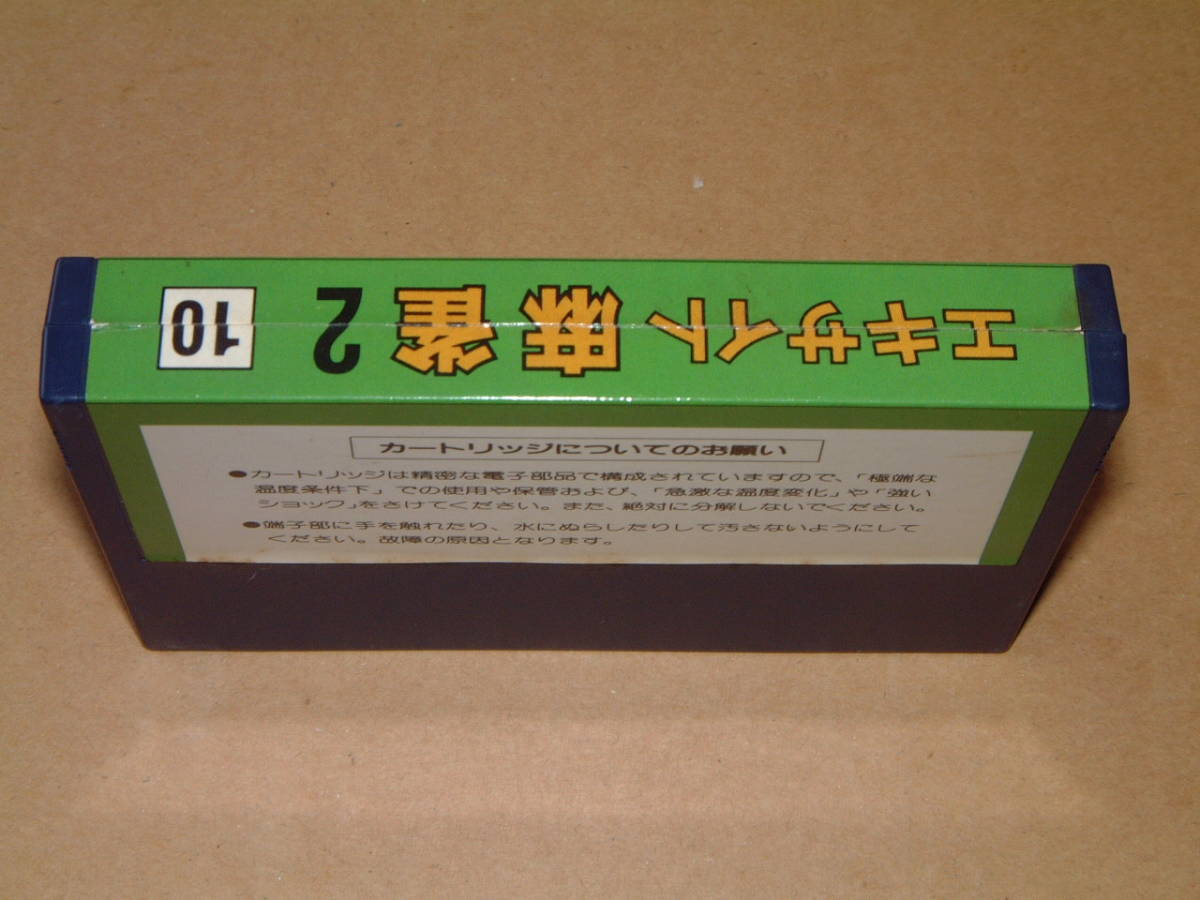 エキサイト 麻雀 2 10
カートリッジについてのお願い
●カートリッジは精密な電子部品で構成されていますので、「極端な
温度条件下」での使用や保管および、「急激な温度変化」や「強い
ショック」をさけてください。また、絶対に分解しないでください。
●端子部に手を触れたり、水にぬらしたりして汚さないようにして
ください。故障の原因となります。